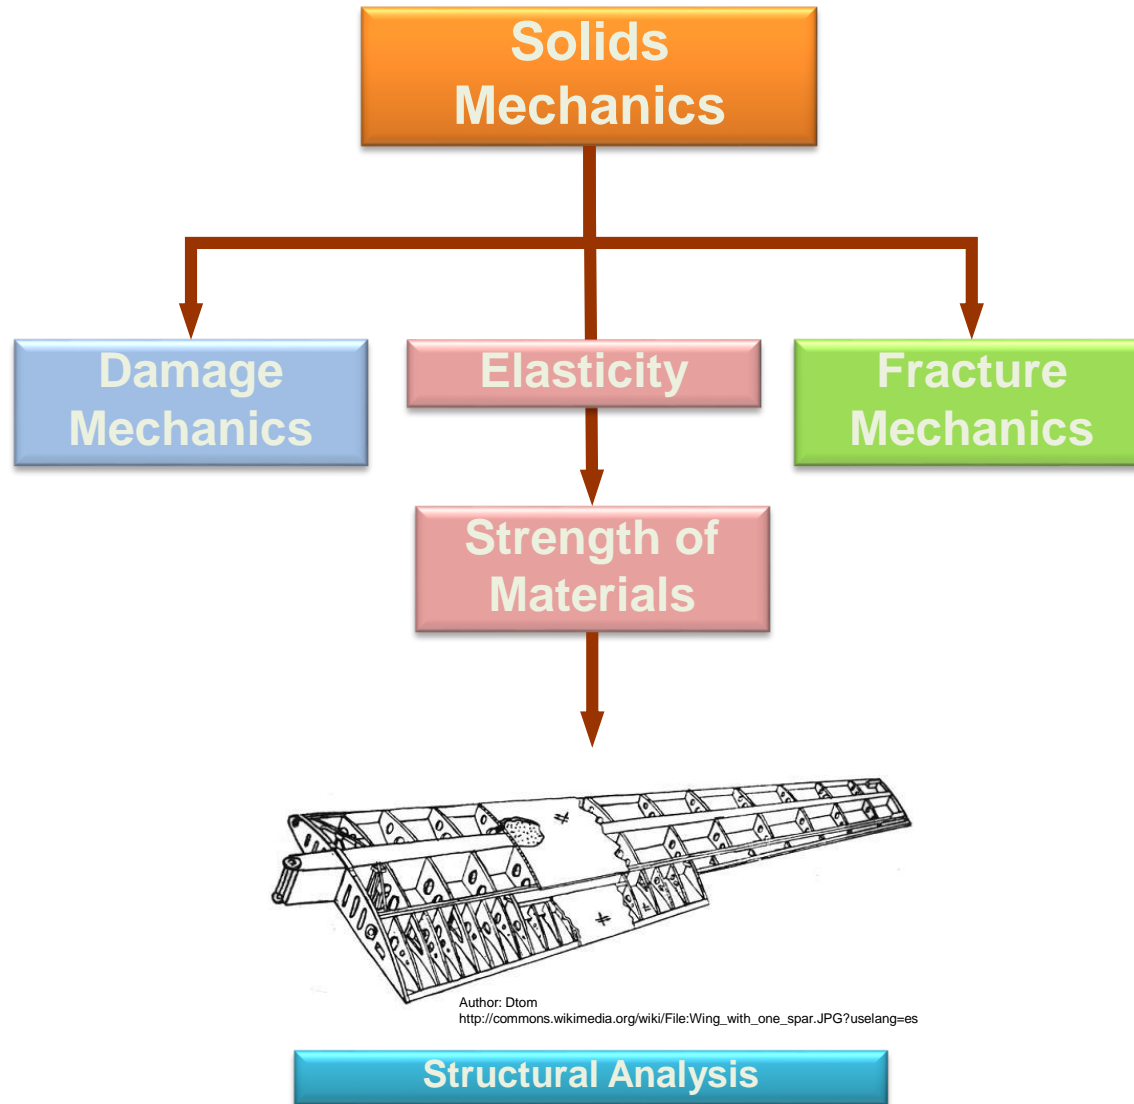 Solids
Mechanics
Damage
Mechanics
Elasticity
Fracture
Mechanics
Strength of
Materials
Author: Dtom
http://commons.wikimedia.org/wiki/File:Wing_with_one_spar.JPG?uselang=es
Structural Analysis